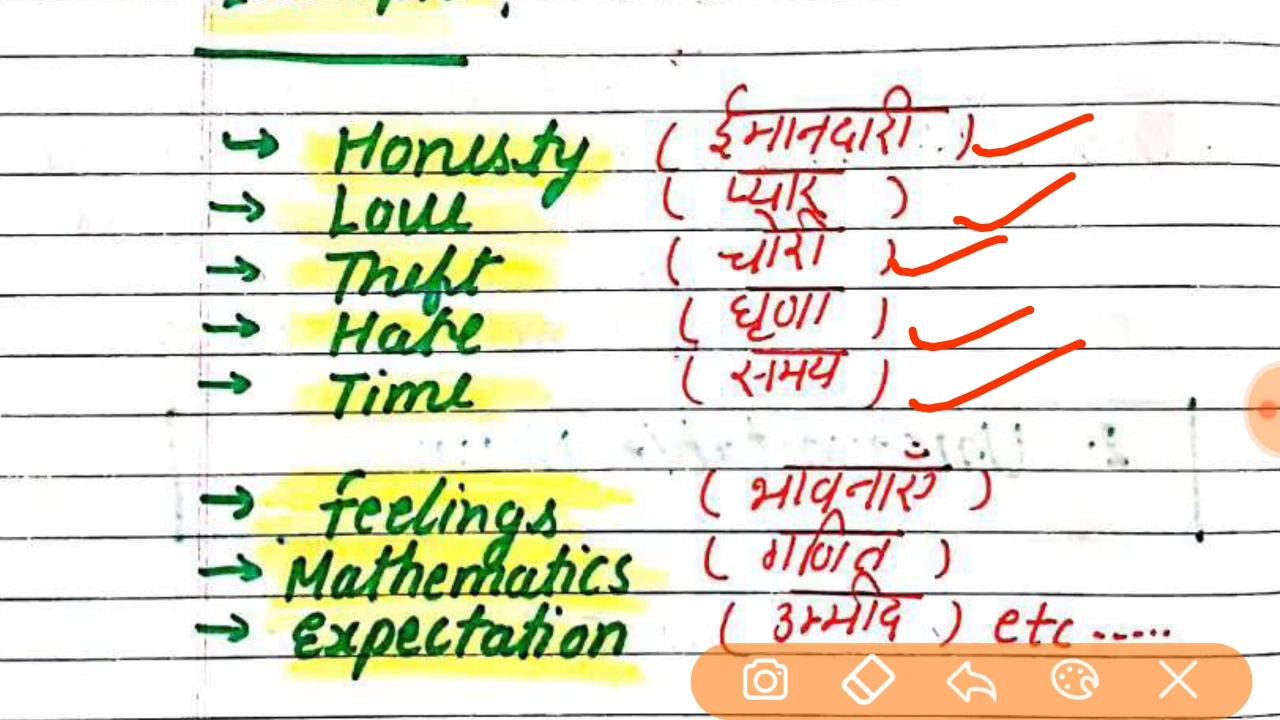 → Honesty ( ईमानदारी )
→ Love ( प्यार )
→ Theft ( चोरी )
→ Hate ( घृणा )
→ Time ( समय )
→ feelings ( भावनाएँ )
→ Mathematics ( गणित )
→ Expectation ( उम्मीद ) etc......